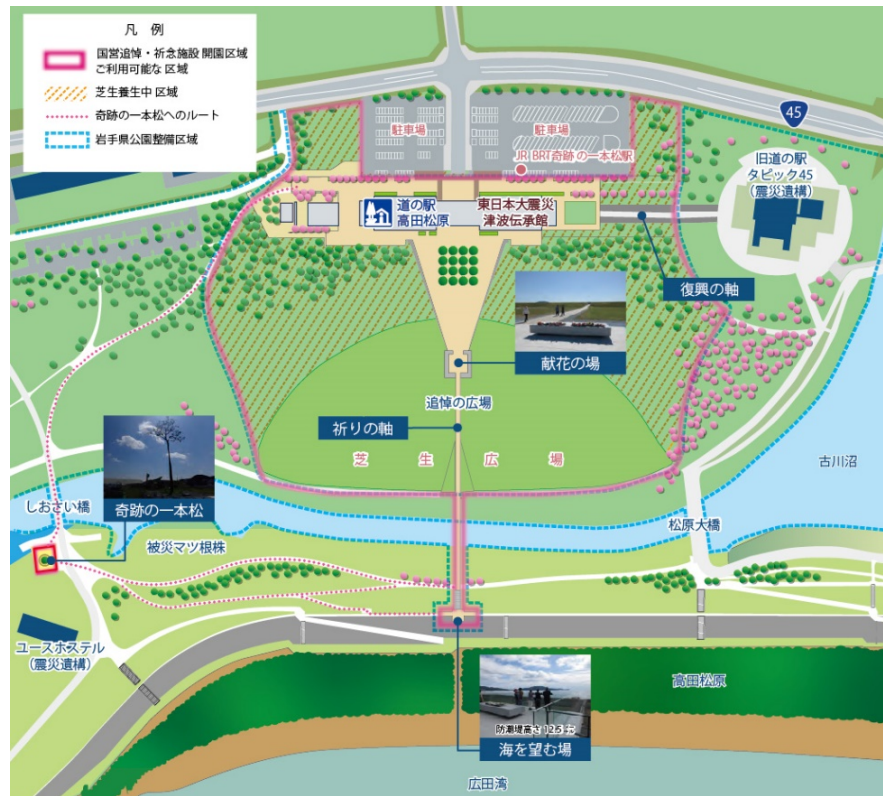 凡 例
国営追悼・祈念施設 開園区域
ご利用可能な 区域
芝生養生中 区域
奇跡の一本松へのルート
岩手県公園整備区域
45
駐車場
駐車場
JR BRT奇跡 の一本松駅
旧道の駅
タピック45
(震災遺構)
道の駅
高田松原
東日本大震災
津波伝承館
復興の軸
献花の場
追悼の広場
祈りの軸
芝 生 広 場
古川沼
奇跡の一本松
しおさい橋
松原大橋
被災マツ根株
ユースホステル
(震災遺構)
高田松原
防潮堤高さ 12.5 m
海を望む場
広田湾